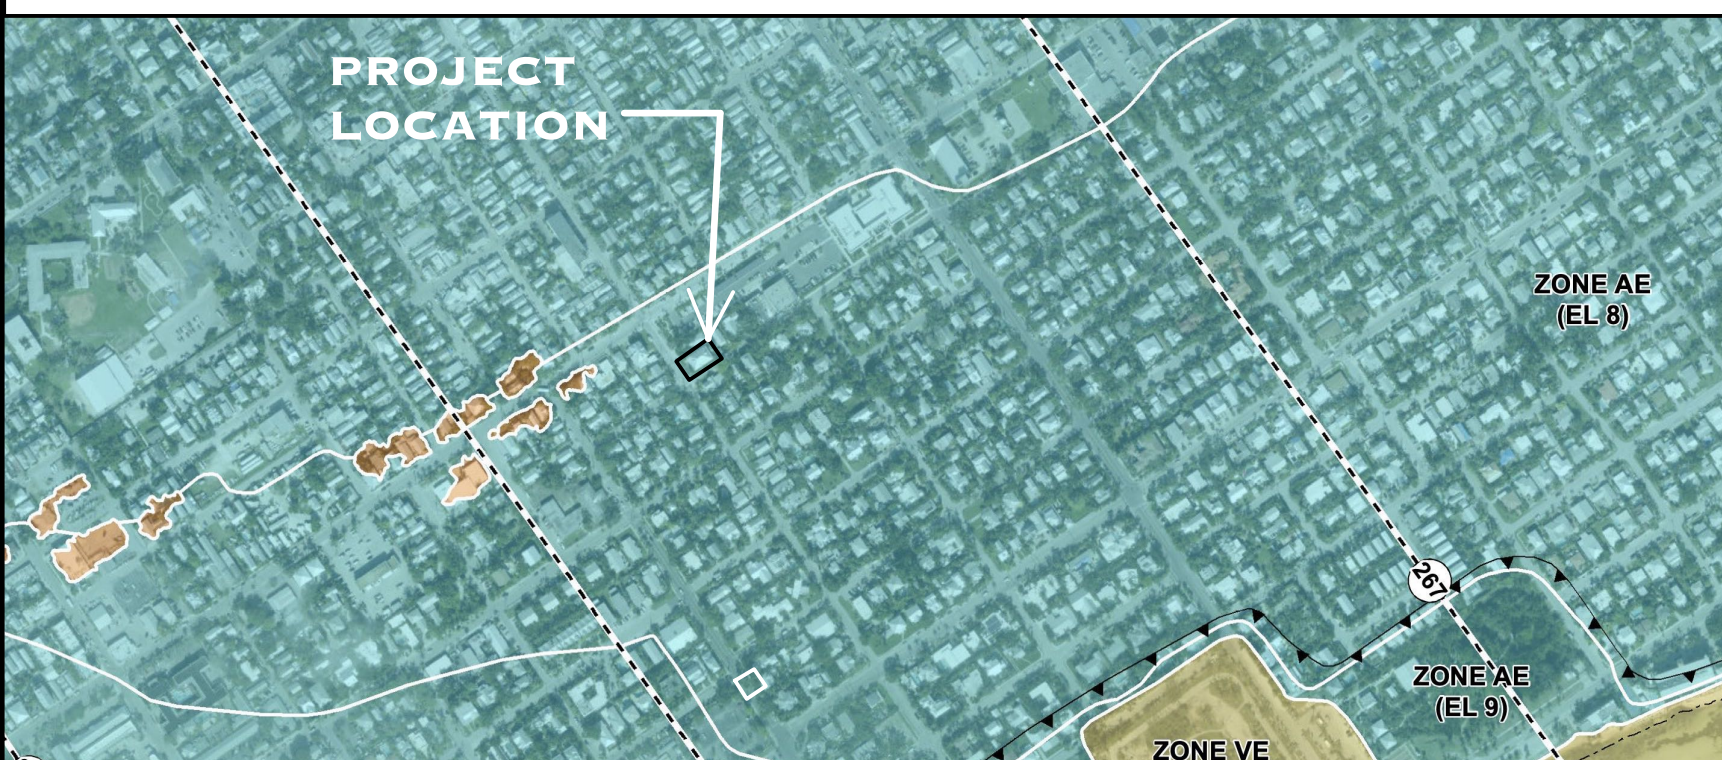 PROJECT
LOCATION
ZONE AE
(EL 8)
267
ZONE AE
(EL 9)
ZONE VE